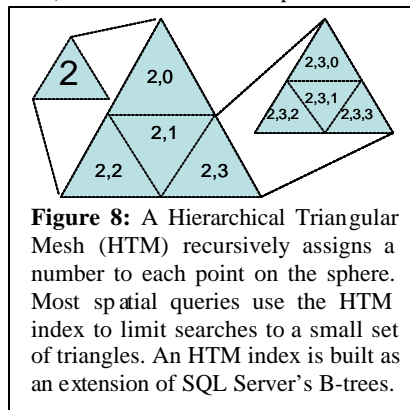 2
2,0
2,1
2,2
2,3
2,3,0
2,3,1
2,3,2
2,3,3
Figure 8: A Hierarchical Triangular
Mesh (HTM) recursively assigns a
number to each point on the sphere.
Most spatial queries use the HTM
index to limit searches to a small set
of triangles. An HTM index is built as
an extension of SQL Server's B-trees.